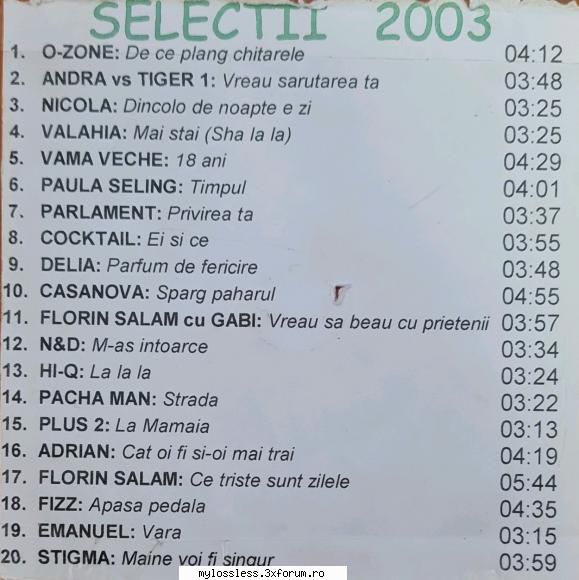 SELECTII 2003
1. O-ZONE: De ce plang chitarele 04:12
2. ANDRA vs TIGER 1: Vreau sarutarea ta 03:48
3. NICOLA: Dincolo de noapte e zi 03:25
4. VALAHIA: Mai stai (Sha la la) 03:25
5. VAMA VECHE: 18 ani 04:29
6. PAULA SELING: Timpul 04:01
7. PARLAMENT: Privirea ta 03:37
8. COCKTAIL: Ei si ce 03:55
9. DELIA: Parfum de fericire 03:48
10. CASANOVA: Sparg paharul 04:55
11. FLORIN SALAM cu GABI: Vreau sa beau cu prietenii 03:57
12. N&D: M-as intoarce 03:34
13. HI-Q: La la la 03:24
14. PACHA MAN: Strada 03:22
15. PLUS 2: La Mamaia 03:13
16. ADRIAN: Cat oi fi si-oi mai trai 04:19
17. FLORIN SALAM: Ce triste sunt zilele 05:44
18. FIZZ: Apasa pedala 04:35
19. EMANUEL: Vara 03:15
20. STIGMA: Maine voi fi singur 03:59
mylossless.3xforum.ro